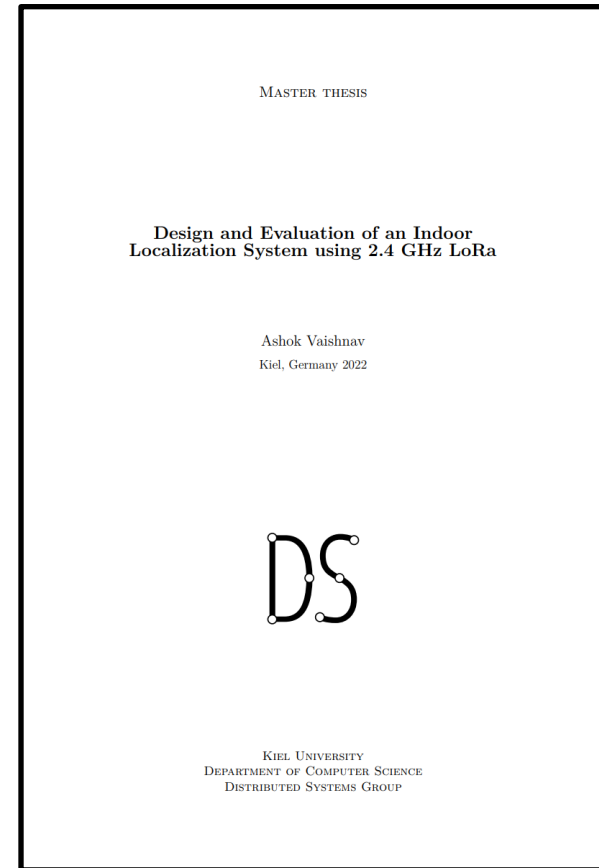 Master thesis
Design and Evaluation of an Indoor
Localization System using 2.4 GHz LoRa
Ashok Vaishnav
Kiel, Germany 2022
DS
Kiel University
Department of Computer Science
Distributed Systems Group